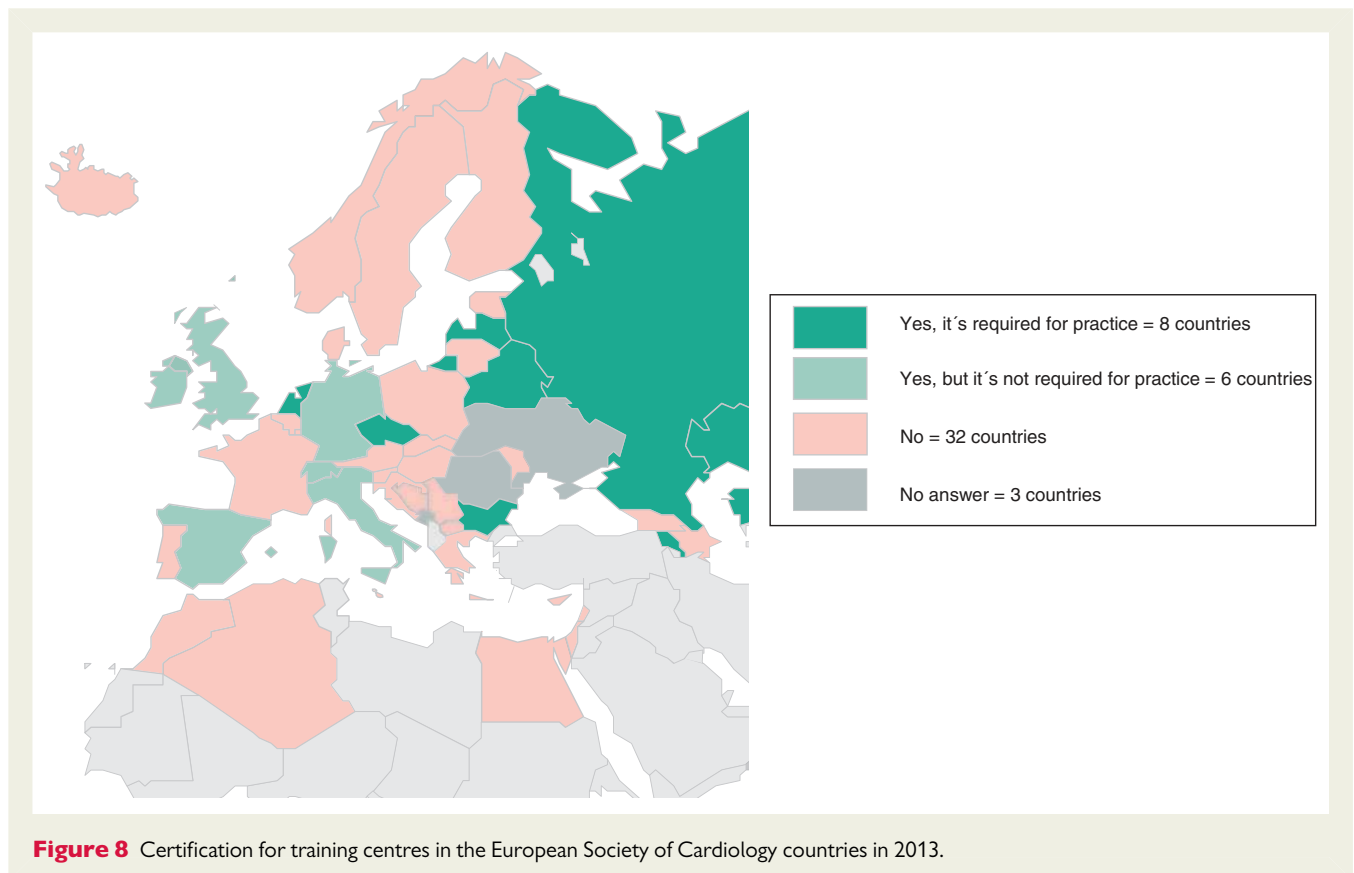 Yes, it´s required for practice = 8 countries
Yes, but it´s not required for practice = 6 countries
No = 32 countries
No answer = 3 countries
Figure 8 Certification for training centres in the European Society of Cardiology countries in 2013.